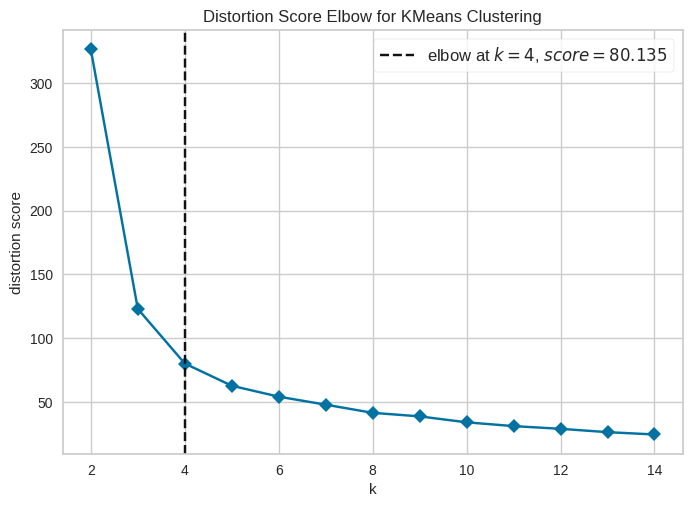 Distortion Score Elbow for KMeans Clustering
elbow at k = 4, score = 80.135
distortion score
300
250
200
150
100
50
2 4 6 8 10 12 14
k